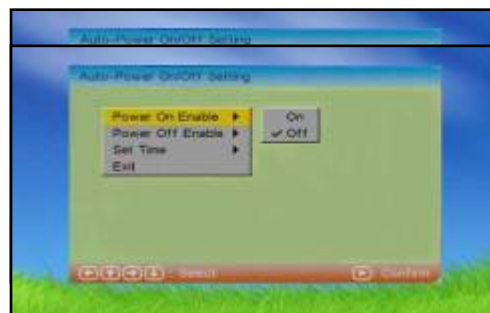 Auto-Power On/Off Setting
Auto-Power On/Off Setting
Power On Enable
On
Power Off Enable
Off
Set Time
Exit
: Select
: Confirm